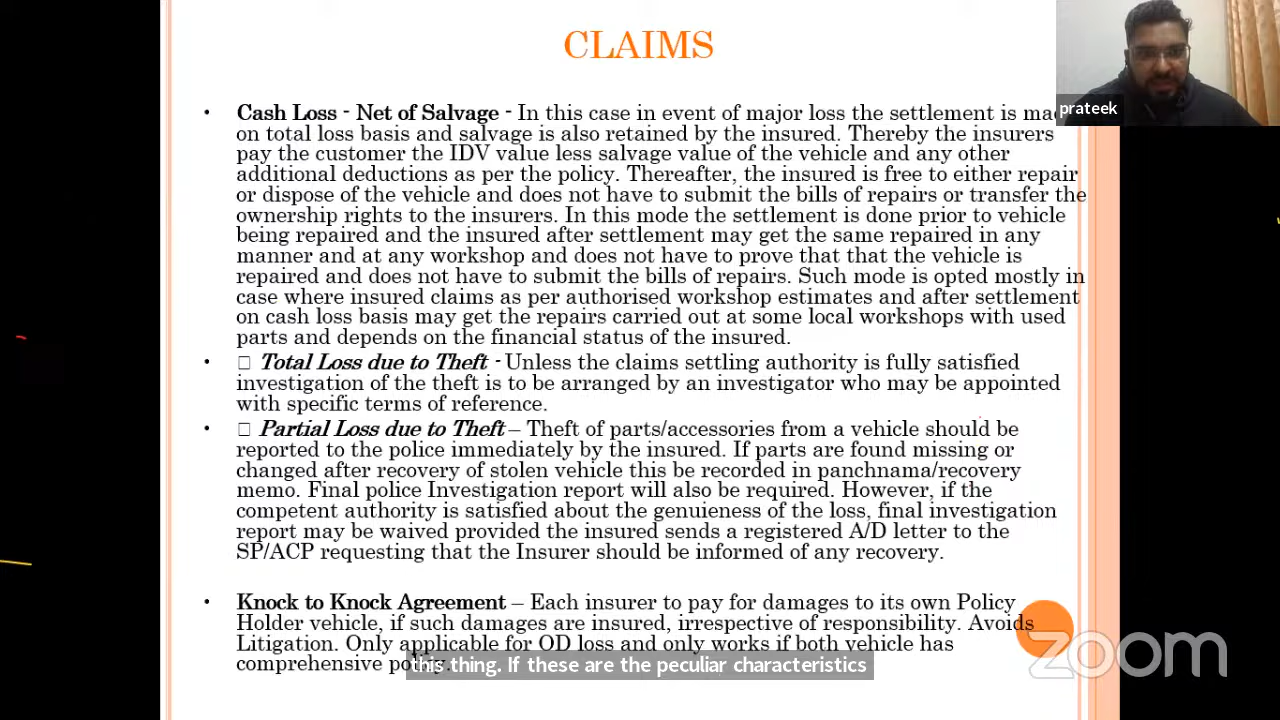 CLAIMS
prateek
• Cash Loss - Net of Salvage - In this case in event of major loss the settlement is
on total loss basis and salvage is also retained by the insured. Thereby the insurers
pay the customer the IDV value less salvage value of the vehicle and any other
additional deductions as per the policy. Thereafter, the insured is free to either repair
or dispose of the vehicle and does not have to submit the bills of repairs or transfer the
ownership rights to the insurers. In this mode the settlement is done prior to vehicle
being repaired and the insured after settlement may get the same repaired in any
manner and at any workshop and does not have to prove that that the vehicle is
repaired and does not have to submit the bills of repairs. Such mode is opted mostly in
case where insured claims as per authorised workshop estimates and after settlement
on cash loss basis may get the repairs carried out at some local workshops with used
parts and depends on the financial status of the insured.
• Total Loss due to Theft - Unless the claims settling authority is fully satisfied
investigation of the theft is to be arranged by an investigator who may be appointed
with specific terms of reference.
• Partial Loss due to Theft – Theft of parts/accessories from a vehicle should be
reported to the police immediately by the insured. If parts are found missing or
changed after recovery of stolen vehicle this be recorded in panchnama/recovery
memo. Final police Investigation report will also be required. However, if the
competent authority is satisfied about the genuieness of the loss, final investigation
report may be waived provided the insured sends a registered A/D letter to the
SP/ACP requesting that the Insurer should be informed of any recovery.
• Knock to Knock Agreement – Each insurer to pay for damages to its own Policy
Holder vehicle, if such damages are insured, irrespective of responsibility. Avoids
Litigation. Only applicable for OD loss and only works if both vehicle has
comprehensive
this thing. If these are the peculiar characteristics
zoom